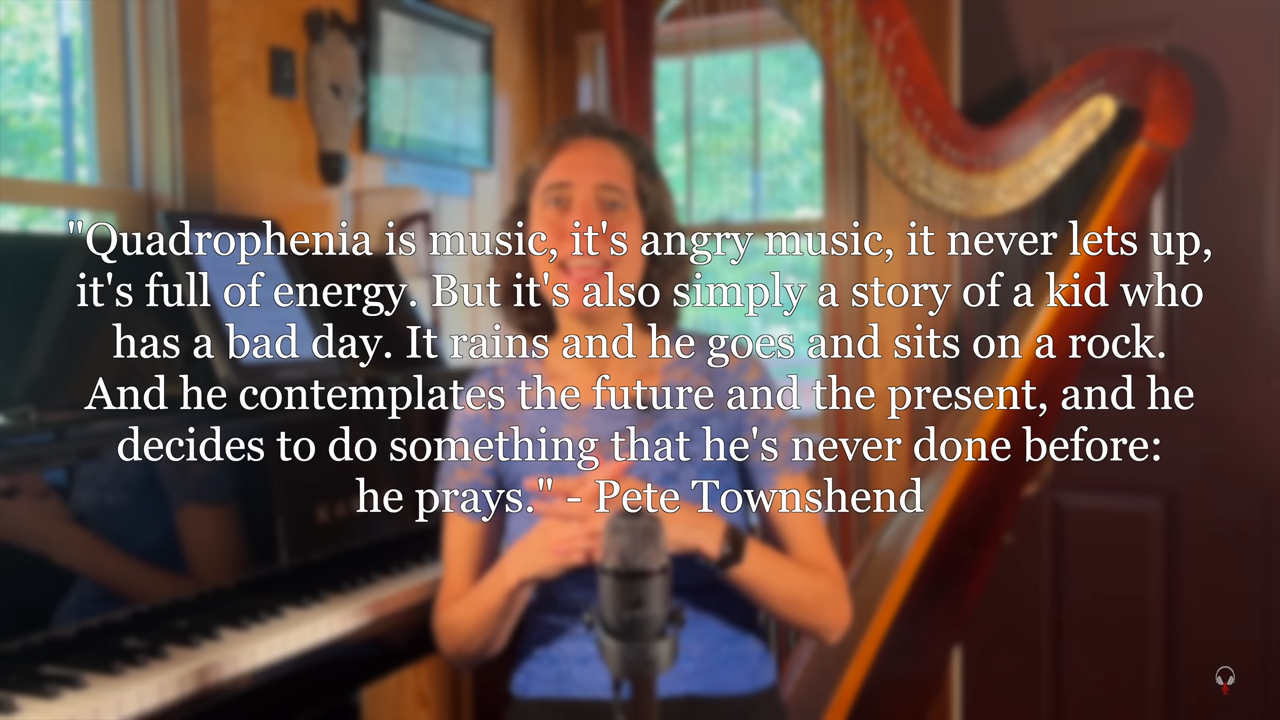 "Quadrophenia is music, it's angry music, it never lets up,
it's full of energy. But it's also simply a story of a kid who
has a bad day. It rains and he goes and sits on a rock.
And he contemplates the future and the present, and he
decides to do something that he's never done before:
he prays." - Pete Townshend